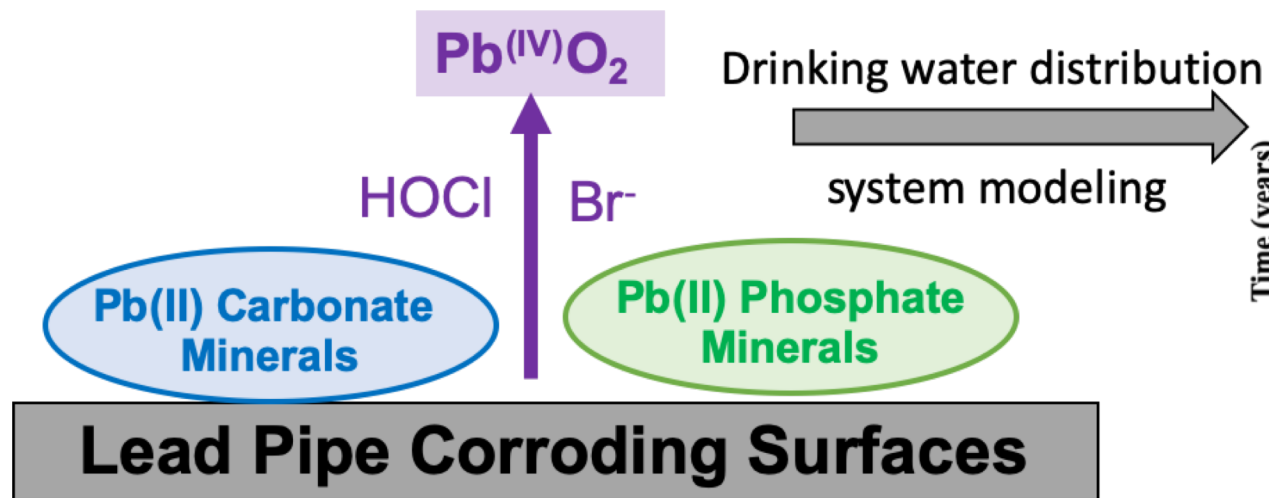 Pb(IV)O2
Drinking water distribution
HOCl Br-
system modeling
Time (years)
Pb(II) Carbonate
Minerals
Pb(II) Phosphate
Minerals
Lead Pipe Corroding Surfaces